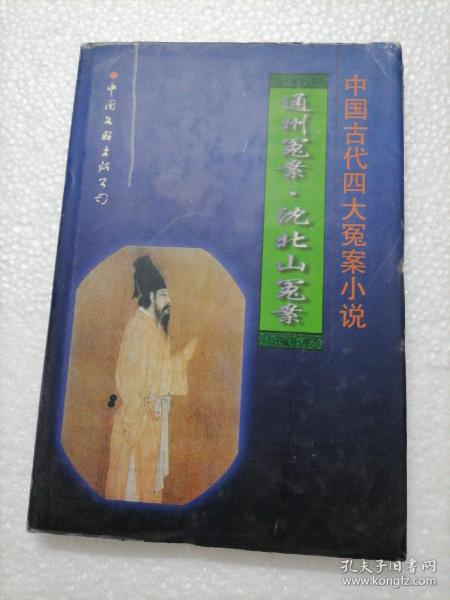 中国古代四大冤案小说
通州冤案·沈北山冤案
中国文联出版公司
孔夫子旧书网
www.kongfz.com